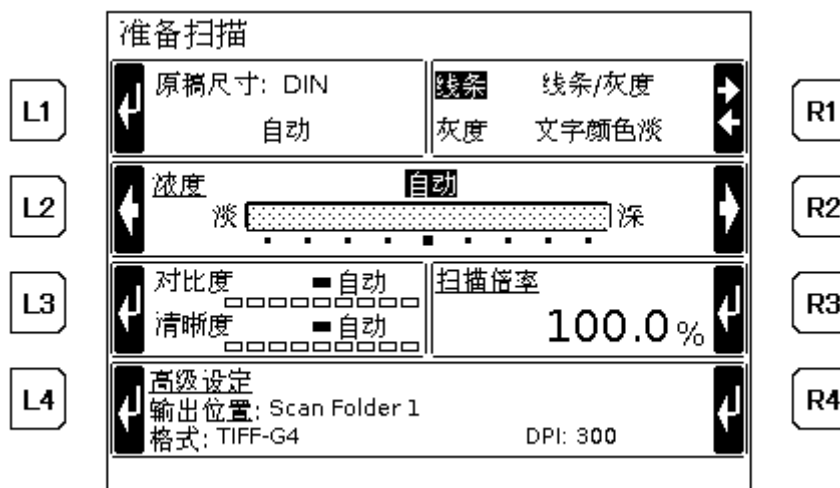 准备扫描
L1
原稿尺寸: DIN
自动
线条 线条/灰度
灰度 文字颜色淡
R1
L2
浓度 自动
淡 深
R2
L3
对比度 自动
清晰度 自动
扫描倍率
100.0%
R3
L4
高级设定
输出位置: Scan Folder 1
格式: TIFF-G4 DPI: 300
R4